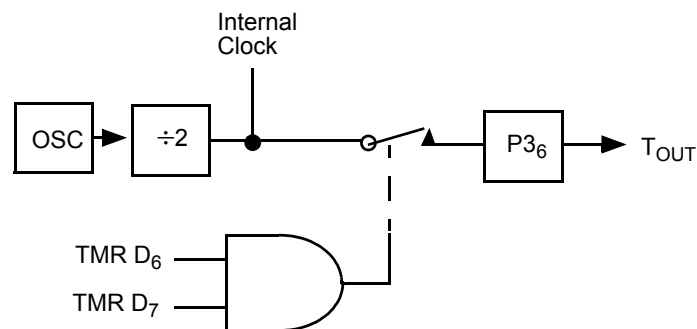 Internal
Clock
OSC
÷2
P3₆
T_OUT
TMR D₆
TMR D₇